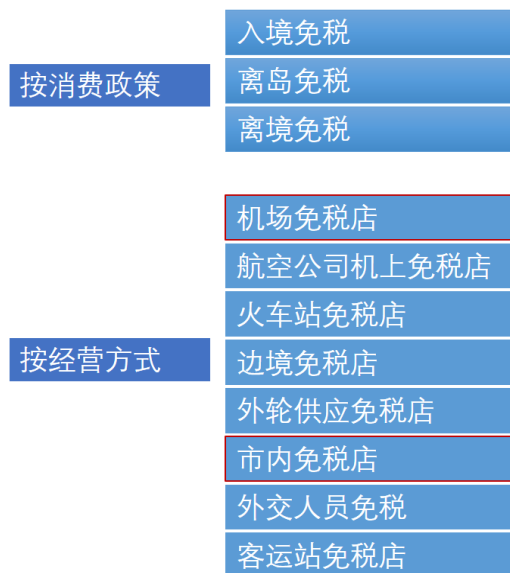 按消费政策
入境免税
离岛免税
离境免税
按经营方式
机场免税店
航空公司机上免税店
火车站免税店
边境免税店
外轮供应免税店
市内免税店
外交人员免税
客运站免税店